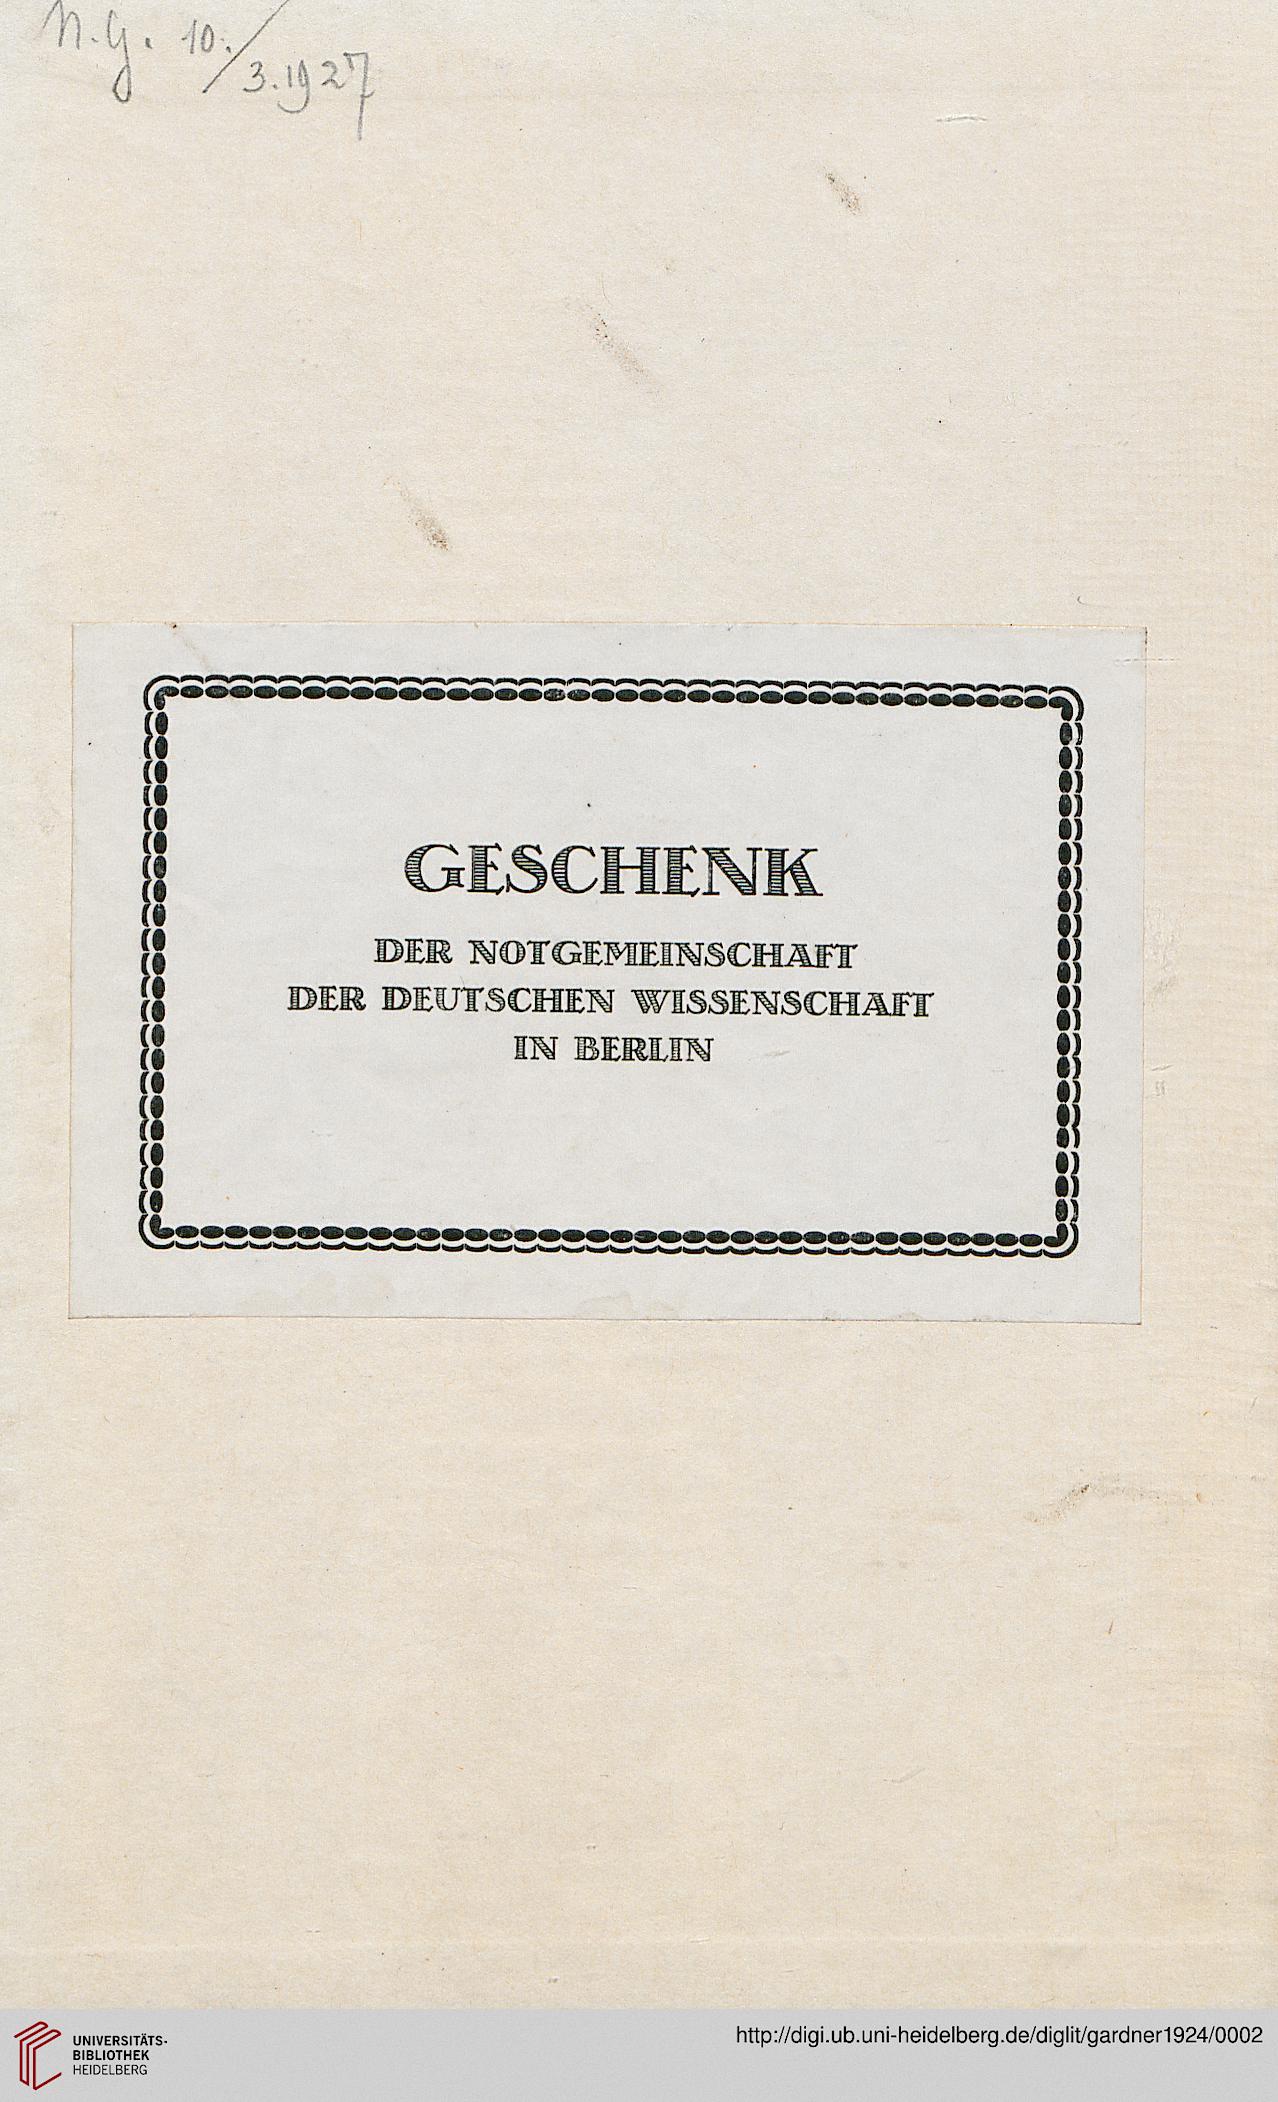 N.G. 10./3.1927
GESCHENK
DER NOTGEMEINSCHAFT
DER DEUTSCHEN WISSENSCHAFT
IN BERLIN
UNIVERSITÄTS-
BIBLIOTHEK
HEIDELBERG
http://digi.ub.uni-heidelberg.de/diglit/gardner1924/0002